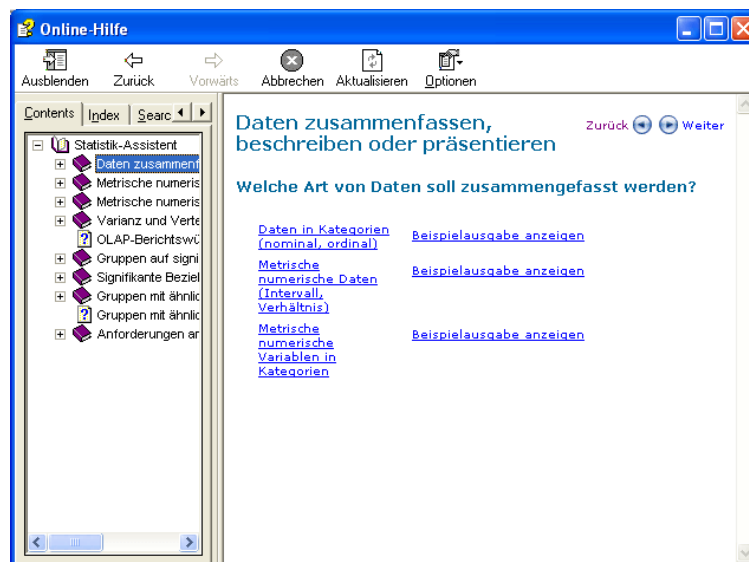 Online-Hilfe
Ausblenden Zurück Vorwärts Abbrechen Aktualisieren Optionen
Contents Index Searc
Statistik-Assistent
Daten zusammenf
Metrische numeris
Metrische numeris
Varianz und Verte
OLAP-Berichtswü
Gruppen auf signi
Signifikante Beziel
Gruppen mit ähnlic
Gruppen mit ähnlic
Anforderungen ar
Daten zusammenfassen,
beschreiben oder präsentieren
Zurück Weiter
Welche Art von Daten soll zusammengefasst werden?
Daten in Kategorien
(nominal, ordinal)
Beispielausgabe anzeigen
Metrische
numerische Daten
(Intervall,
Verhältnis)
Beispielausgabe anzeigen
Metrische
numerische
Variablen in
Kategorien
Beispielausgabe anzeigen